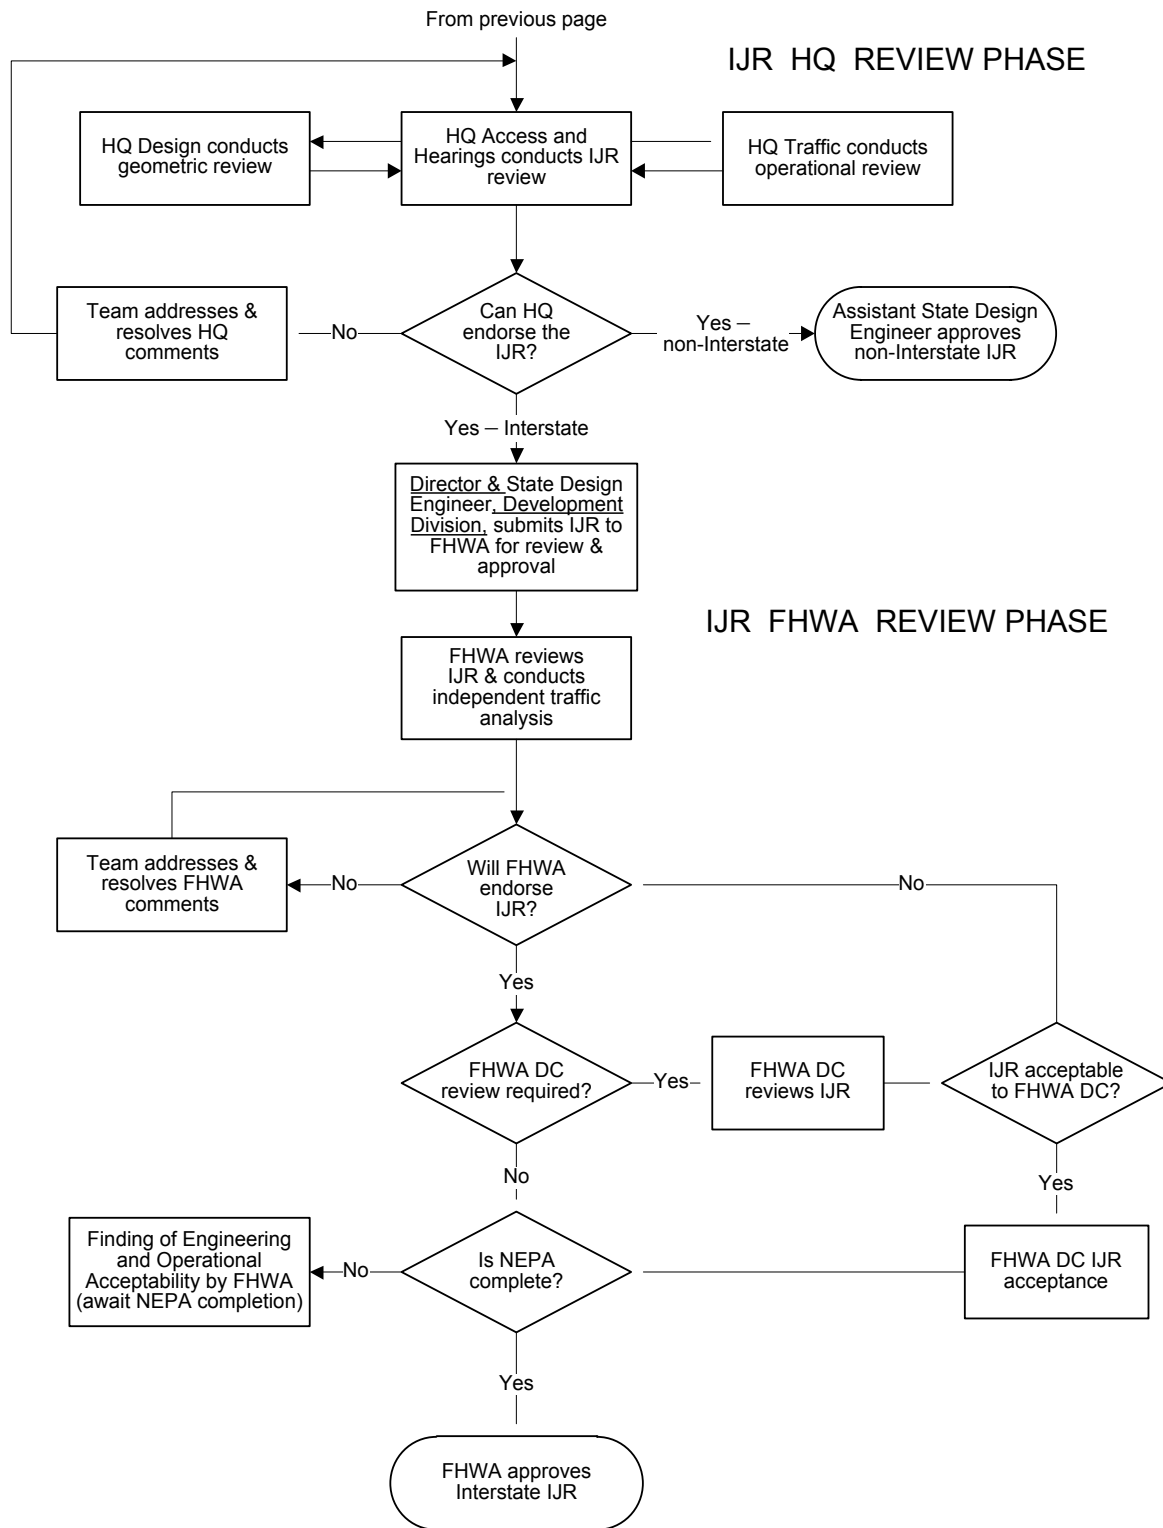 From previous page
IJR HQ REVIEW PHASE
HQ Design conducts
geometric review
HQ Access and
Hearings conducts IJR
review
HQ Traffic conducts
operational review
Team addresses &
resolves HQ
comments
No
Can HQ
endorse the
IJR?
Yes –
non-Interstate
Assistant State Design
Engineer approves
non-Interstate IJR
Yes – Interstate
Director & State Design
Engineer, Development
Division, submits IJR to
FHWA for review &
approval
IJR FHWA REVIEW PHASE
FHWA reviews
IJR & conducts
independent traffic
analysis
Team addresses &
resolves FHWA
comments
No
Will FHWA
endorse
IJR?
No
Yes
FHWA DC
review required?
Yes
FHWA DC
reviews IJR
IJR acceptable
to FHWA DC?
No
Yes
Finding of Engineering
and Operational
Acceptability by FHWA
(await NEPA completion)
No
Is NEPA
complete?
FHWA DC IJR
acceptance
Yes
FHWA approves
Interstate IJR